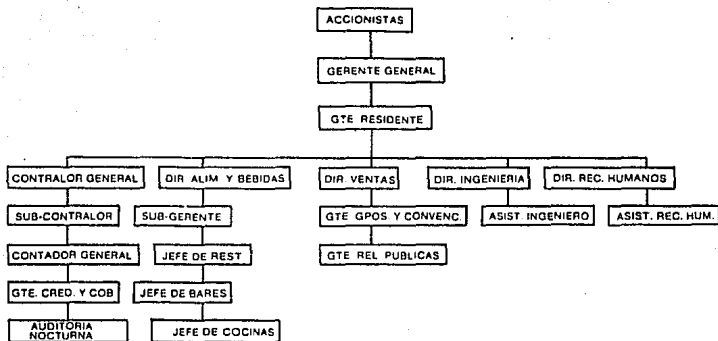 ACCIONISTAS
GERENTE GENERAL
GTE RESIDENTE
CONTRALOR GENERAL
DIR ALIM. Y BEBIDAS
DIR. VENTAS
DIR. INGENIERIA
DIR. REC. HUMANOS
SUB-CONTRALOR
SUB-GERENTE
GTE GPOS. Y CONVENC.
ASIST. INGENIERO
ASIST. REC. HUM.
CONTADOR GENERAL
JEFE DE REST
GTE REL PUBLICAS
GTE. CRED. Y COB
JEFE DE BARES
AUDITORIA
NOCTURNA
JEFE DE COCINAS